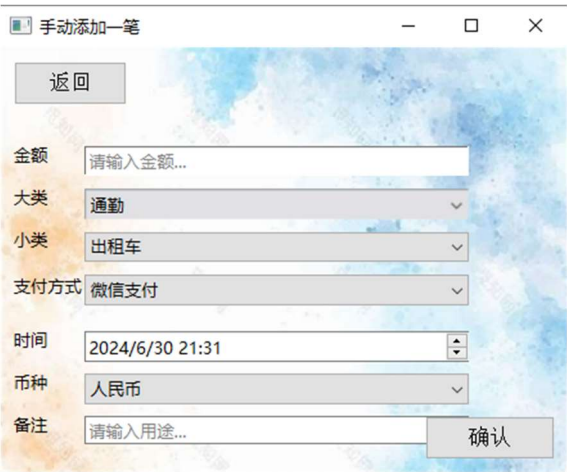 手动添加一笔
返回
金额 请输入金额...
大类 通勤
小类 出租车
支付方式 微信支付
时间 2024/6/30 21:31
币种 人民币
备注 请输入用途...
确认